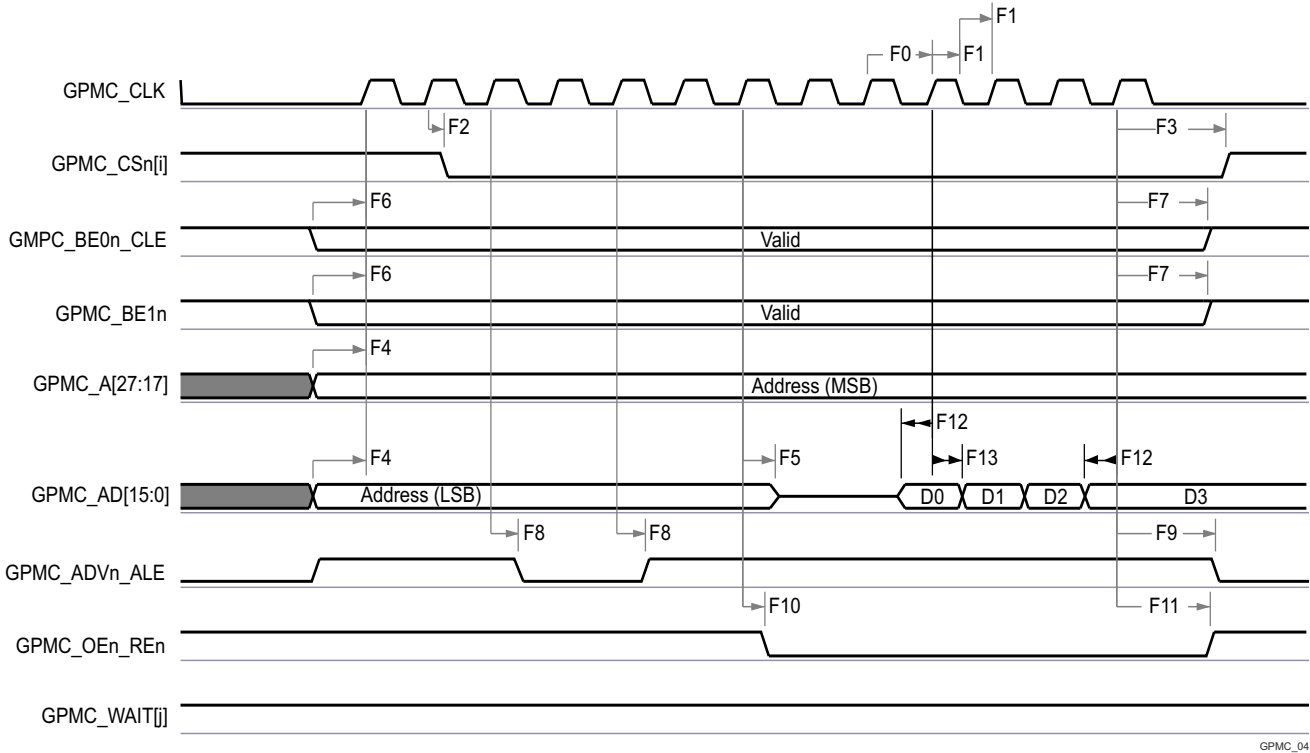 F1
F0 F1
GPMC_CLK
F2 F3
GPMC_CSn[i]
F6 F7
GMPC_BE0n_CLE Valid
F6 F7
GPMC_BE1n Valid
F4
GPMC_A[27:17] Address (MSB)
F12
F4 F5 F13 F12
GPMC_AD[15:0] Address (LSB) D0 D1 D2 D3
F8 F8 F9
GPMC_ADVn_ALE
F10 F11
GPMC_OEn_REn
GPMC_WAIT[j]
GPMC_04